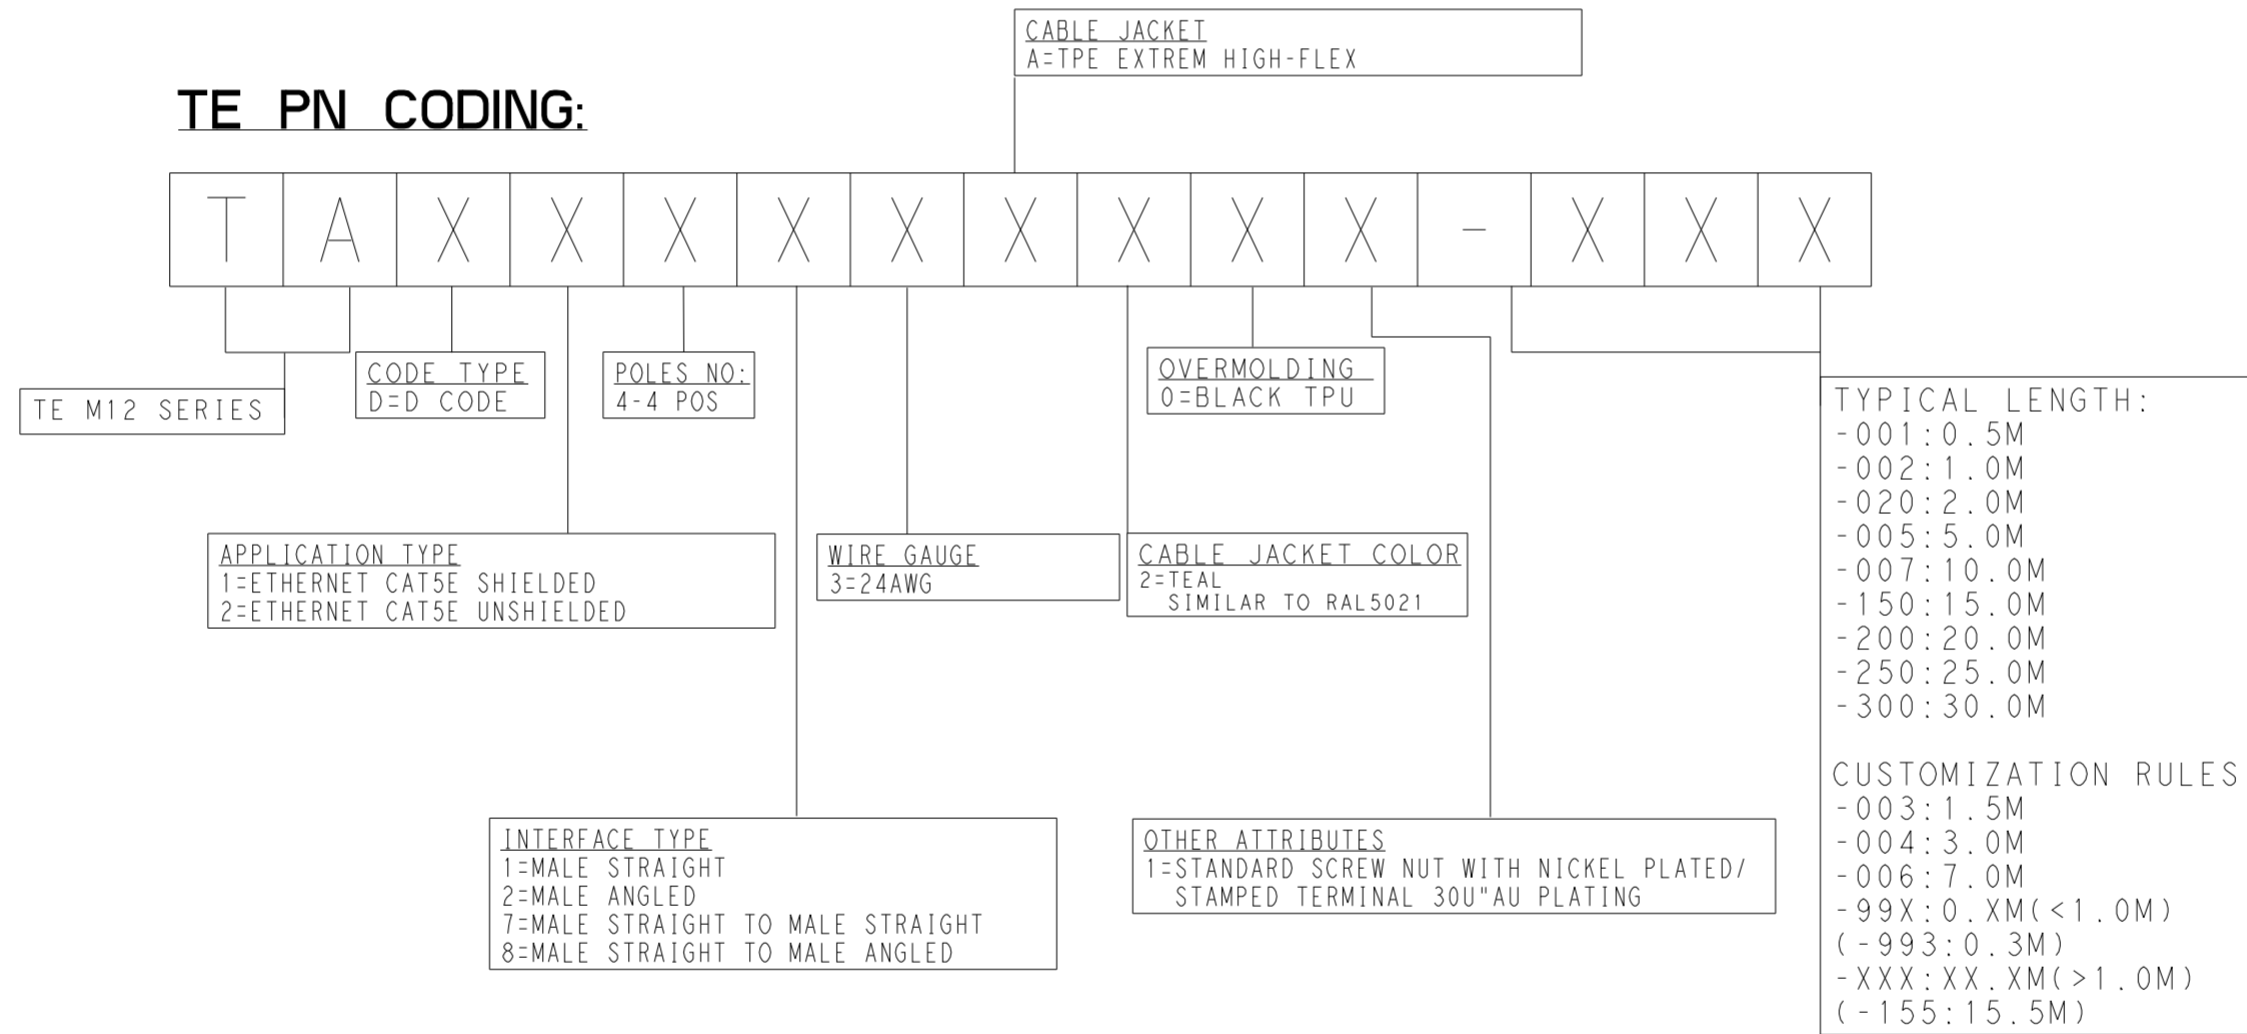 CABLE JACKET
A=TPE EXTREM HIGH-FLEX
TE PN CODING:
T A X X X X X X X X X - X X X
TE M12 SERIES
CODE TYPE
D=D CODE
POLES NO:
4-4 POS
OVERMOLDING
0=BLACK TPU
APPLICATION TYPE
1=ETHERNET CAT5E SHIELDED
2=ETHERNET CAT5E UNSHIELDED
WIRE GAUGE
3=24AWG
CABLE JACKET COLOR
2=TEAL
SIMILAR TO RAL5021
INTERFACE TYPE
1=MALE STRAIGHT
2=MALE ANGLED
7=MALE STRAIGHT TO MALE STRAIGHT
8=MALE STRAIGHT TO MALE ANGLED
OTHER ATTRIBUTES
1=STANDARD SCREW NUT WITH NICKEL PLATED/
STAMPED TERMINAL 30U"AU PLATING
TYPICAL LENGTH:
-001:0.5M
-002:1.0M
-020:2.0M
-005:5.0M
-007:10.0M
-150:15.0M
-200:20.0M
-250:25.0M
-300:30.0M
CUSTOMIZATION RULES
-003:1.5M
-004:3.0M
-006:7.0M
-99X:0.XM(<1.0M)
(-993:0.3M)
-XXX:XX.XM(>1.0M)
(-155:15.5M)